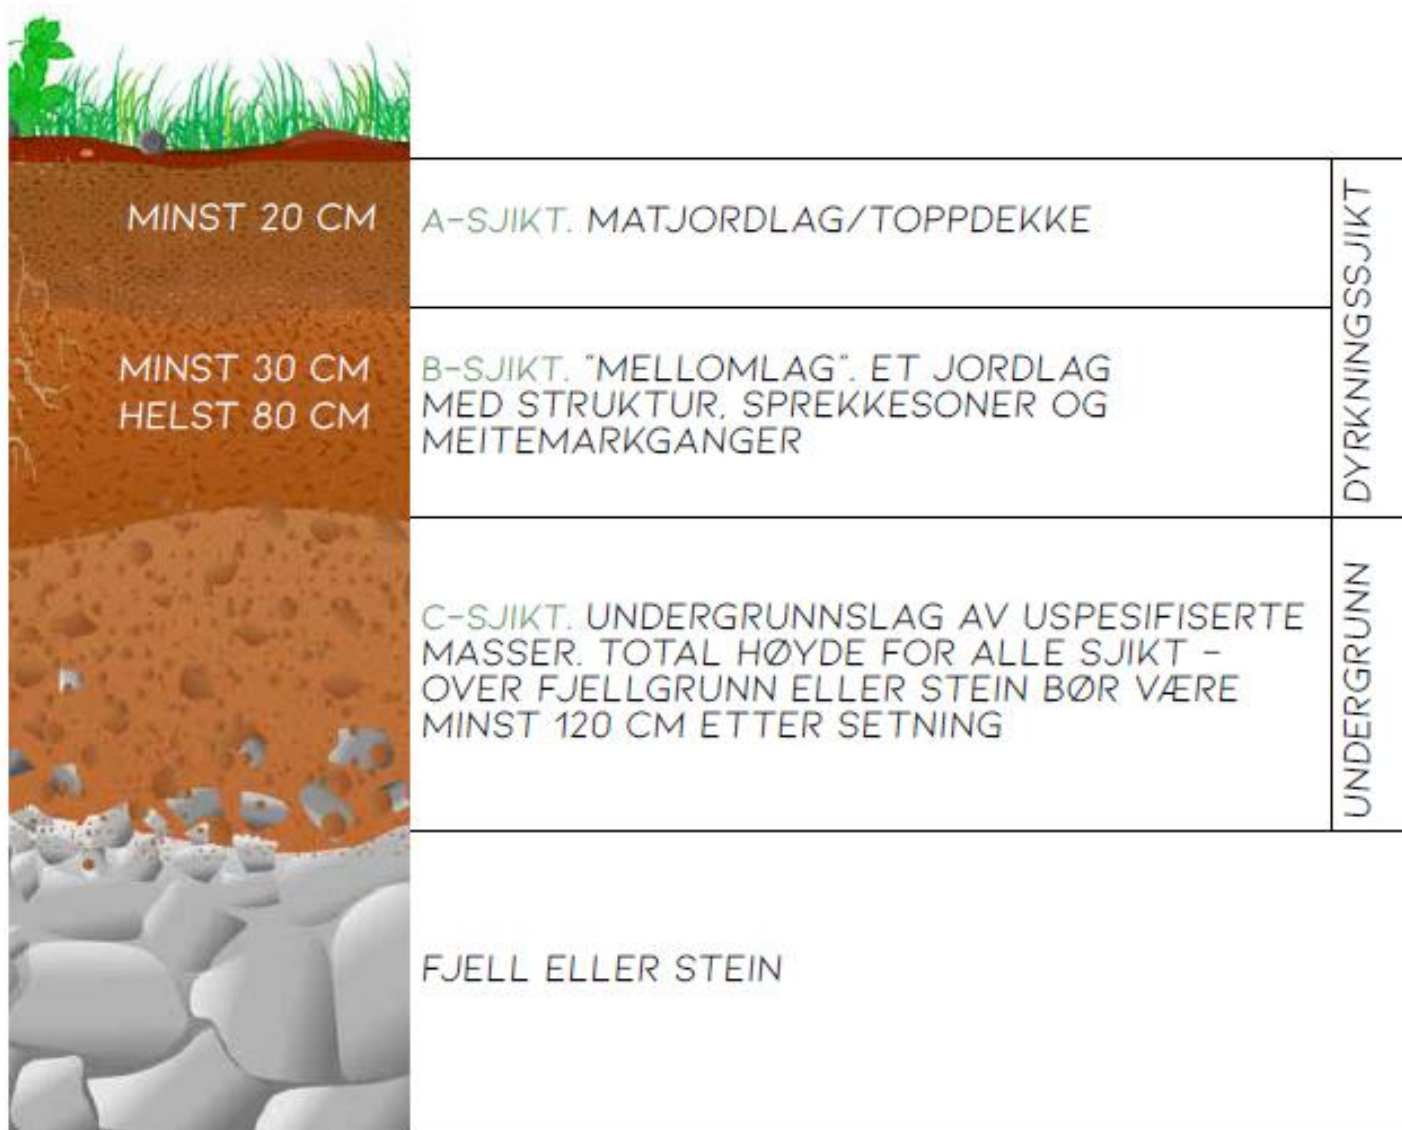 MINST 20 CM
A-SJIKT. MATJORDLAG/TOPPDEKKE
MINST 30 CM
HELST 80 CM
B-SJIKT. "MELLOMLAG". ET JORDLAG
MED STRUKTUR, SPREKKESONER OG
MEITEMARKGANGER
DYRKNINGSSJIKT
C-SJIKT. UNDERGRUNNSLAG AV USPESIFISERTE
MASSER. TOTAL HØYDE FOR ALLE SJIKT -
OVER FJELLGRUNN ELLER STEIN BØR VÆRE
MINST 120 CM ETTER SETNING
UNDERGRUNN
FJELL ELLER STEIN